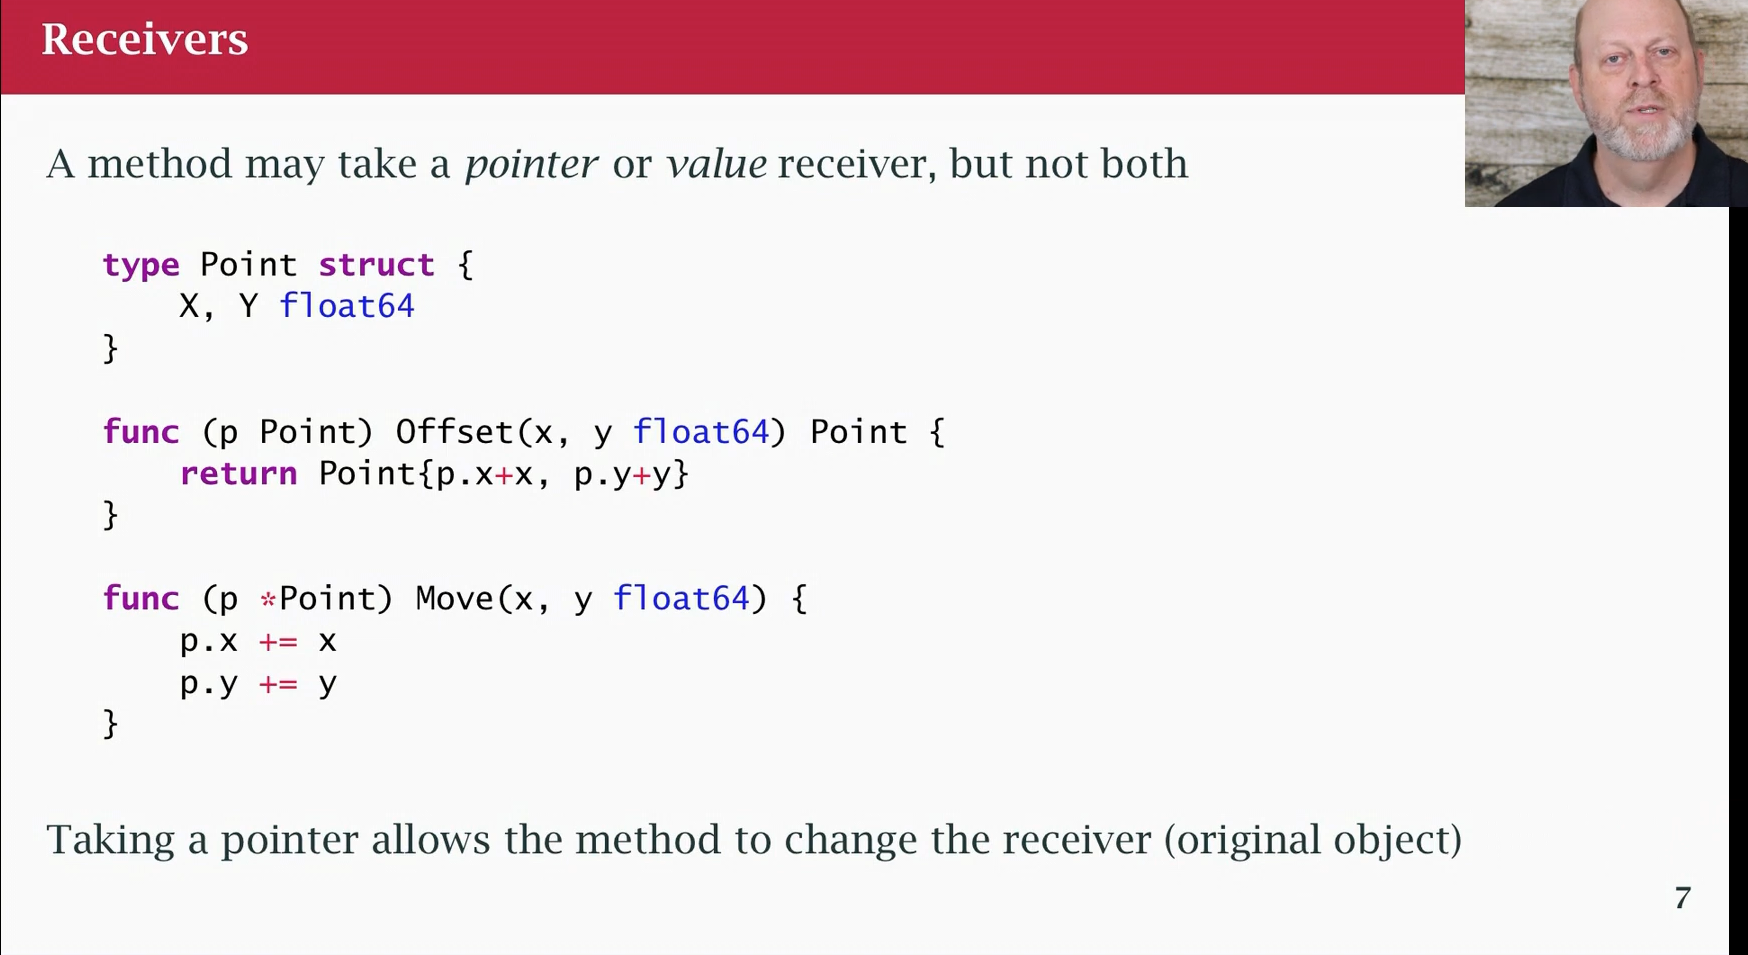 Receivers
A method may take a pointer or value receiver, but not both
type Point struct {
    X, Y float64
}
func (p Point) Offset(x, y float64) Point {
    return Point{p.x+x, p.y+y}
}
func (p *Point) Move(x, y float64) {
    p.x += x
    p.y += y
}
Taking a pointer allows the method to change the receiver (original object)
7